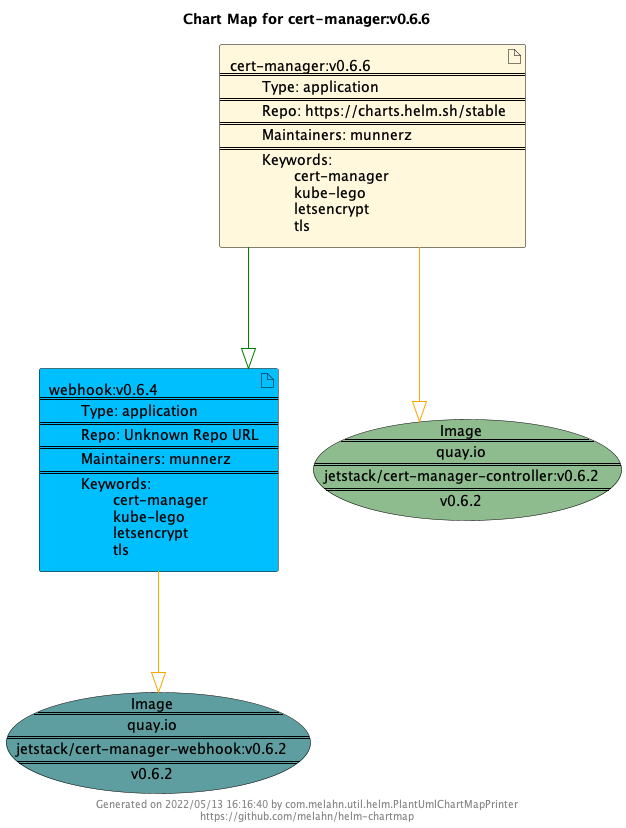 Chart Map for cert-manager:v0.6.6
cert-manager:v0.6.6
Type: application
Repo: https://charts.helm.sh/stable
Maintainers: munnerz
Keywords:
cert-manager
kube-lego
letsencrypt
tls
webhook:v0.6.4
Type: application
Repo: Unknown Repo URL
Maintainers: munnerz
Keywords:
cert-manager
kube-lego
letsencrypt
tls
Image
quay.io
jetstack/cert-manager-controller:v0.6.2
v0.6.2
Image
quay.io
jetstack/cert-manager-webhook:v0.6.2
v0.6.2
Generated on 2022/05/13 16:16:40 by com.melahn.util.helm.PlantUmlChartMapPrinter
https://github.com/melahn/helm-chartmap